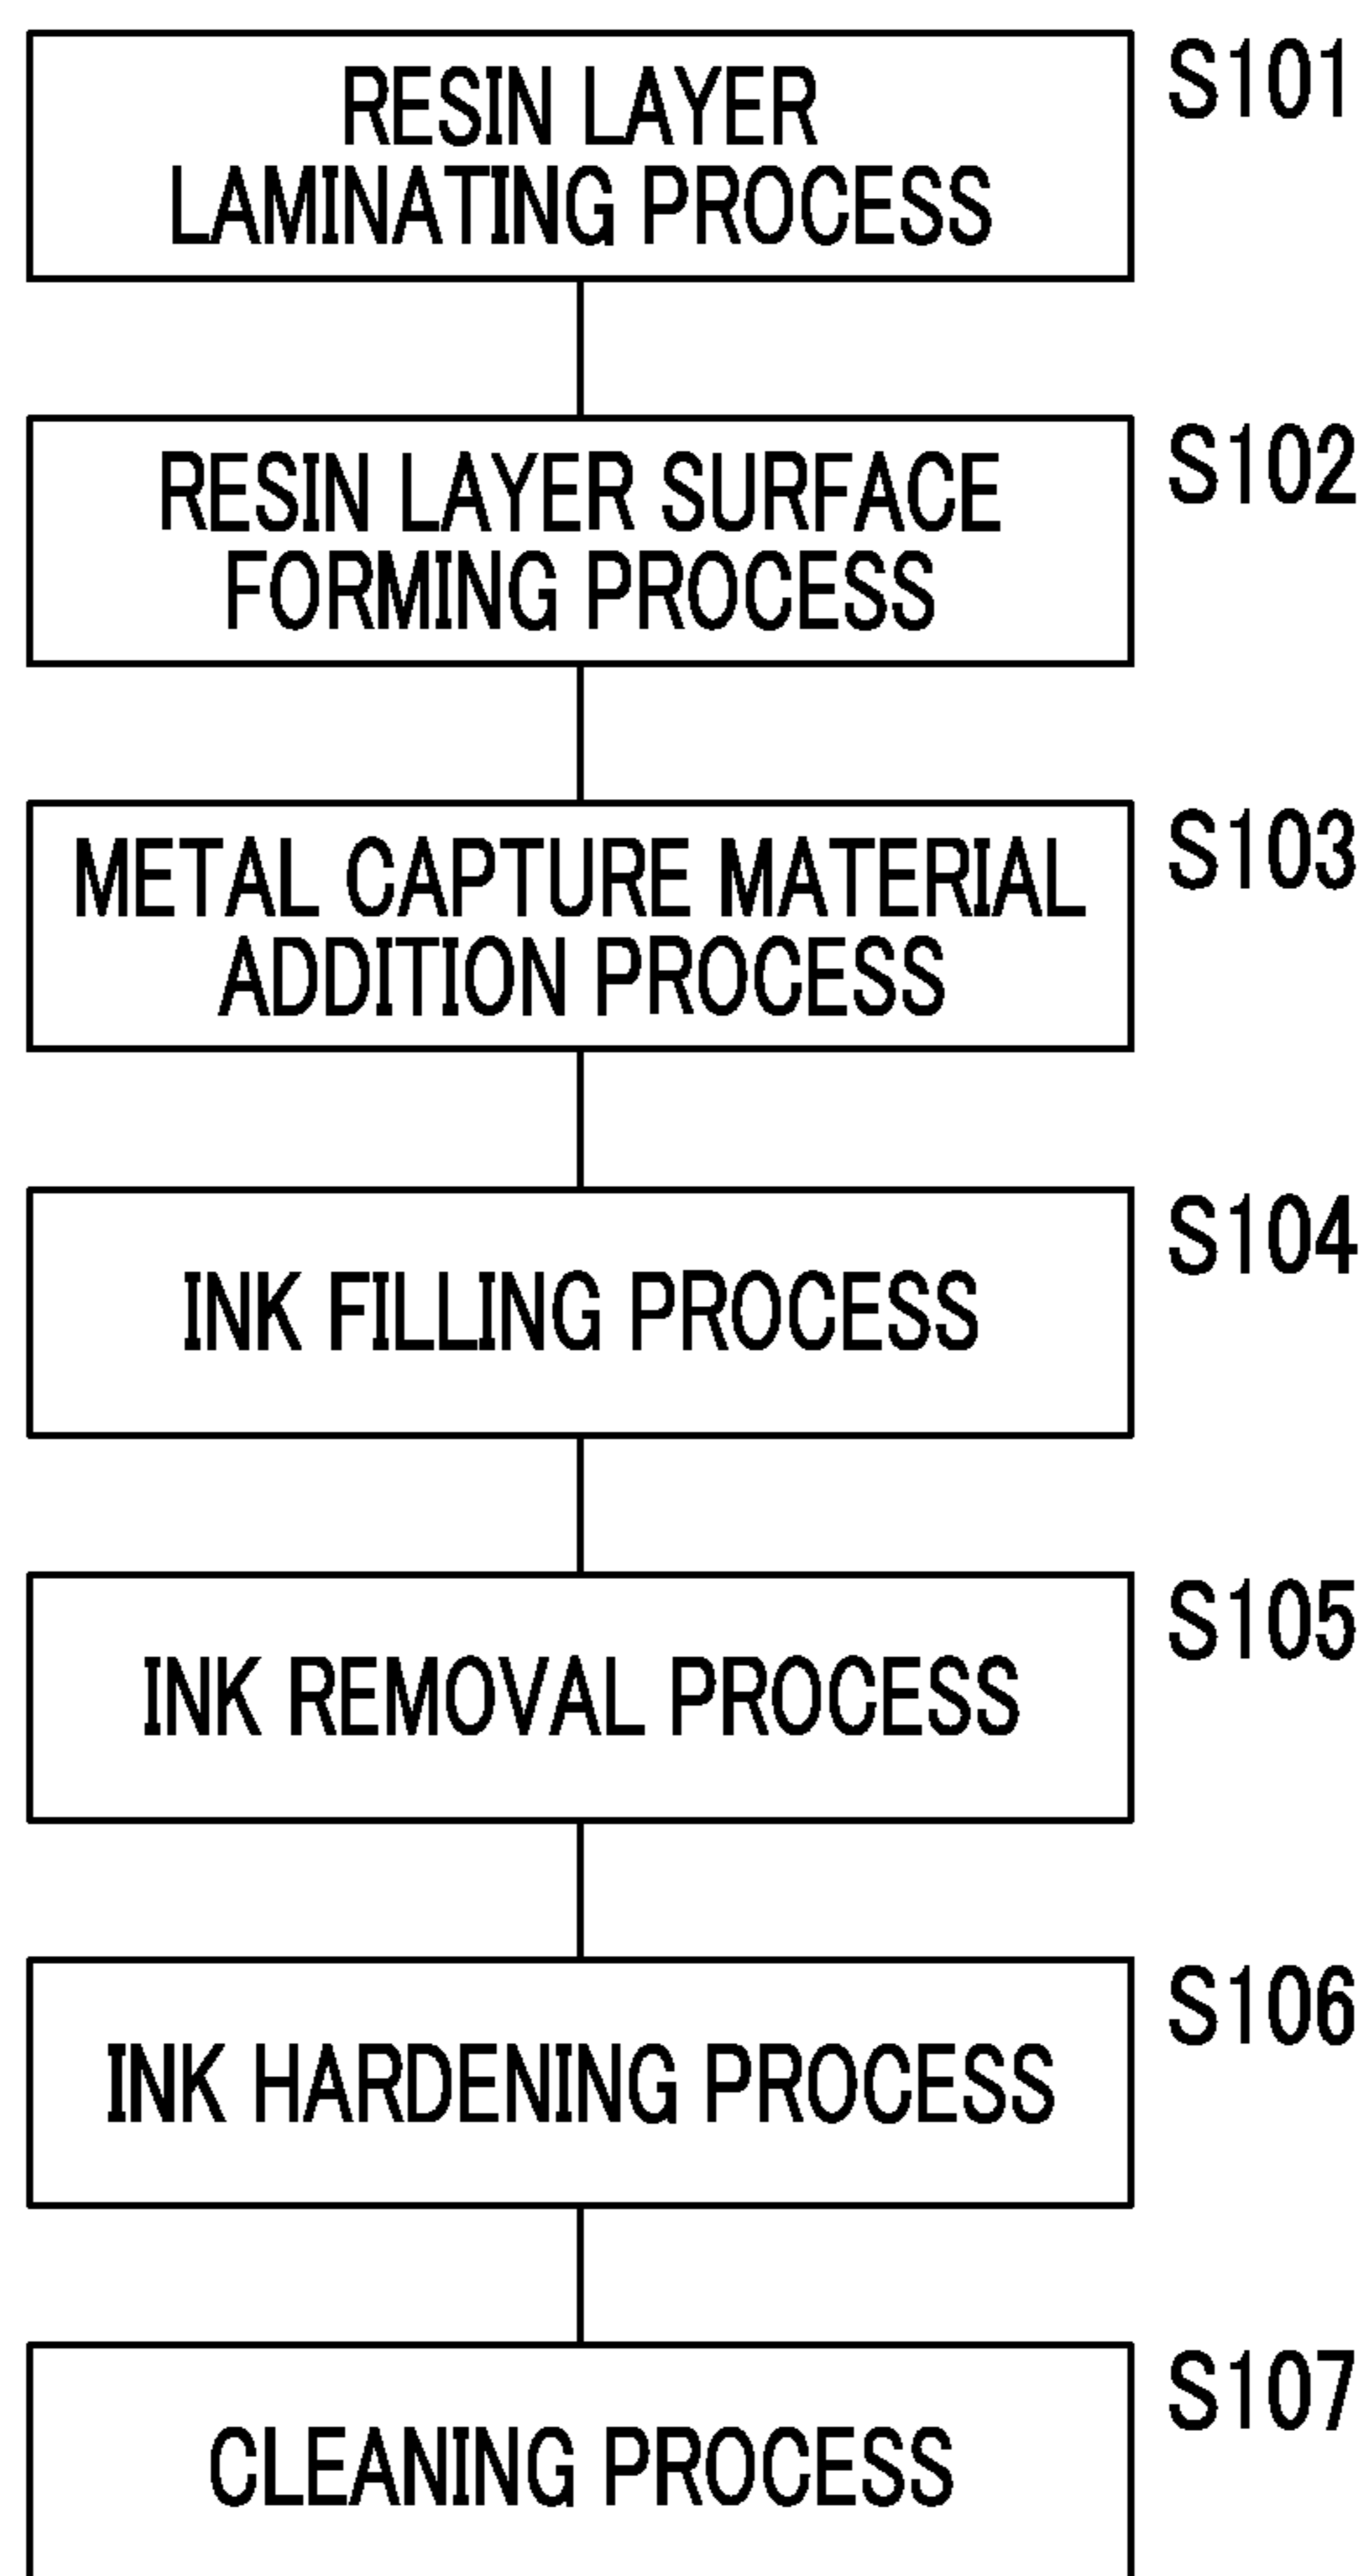 RESIN LAYER
LAMINATING PROCESS
S101
RESIN LAYER SURFACE
FORMING PROCESS
S102
METAL CAPTURE MATERIAL
ADDITION PROCESS
S103
INK FILLING PROCESS
S104
INK REMOVAL PROCESS
S105
INK HARDENING PROCESS
S106
CLEANING PROCESS
S107